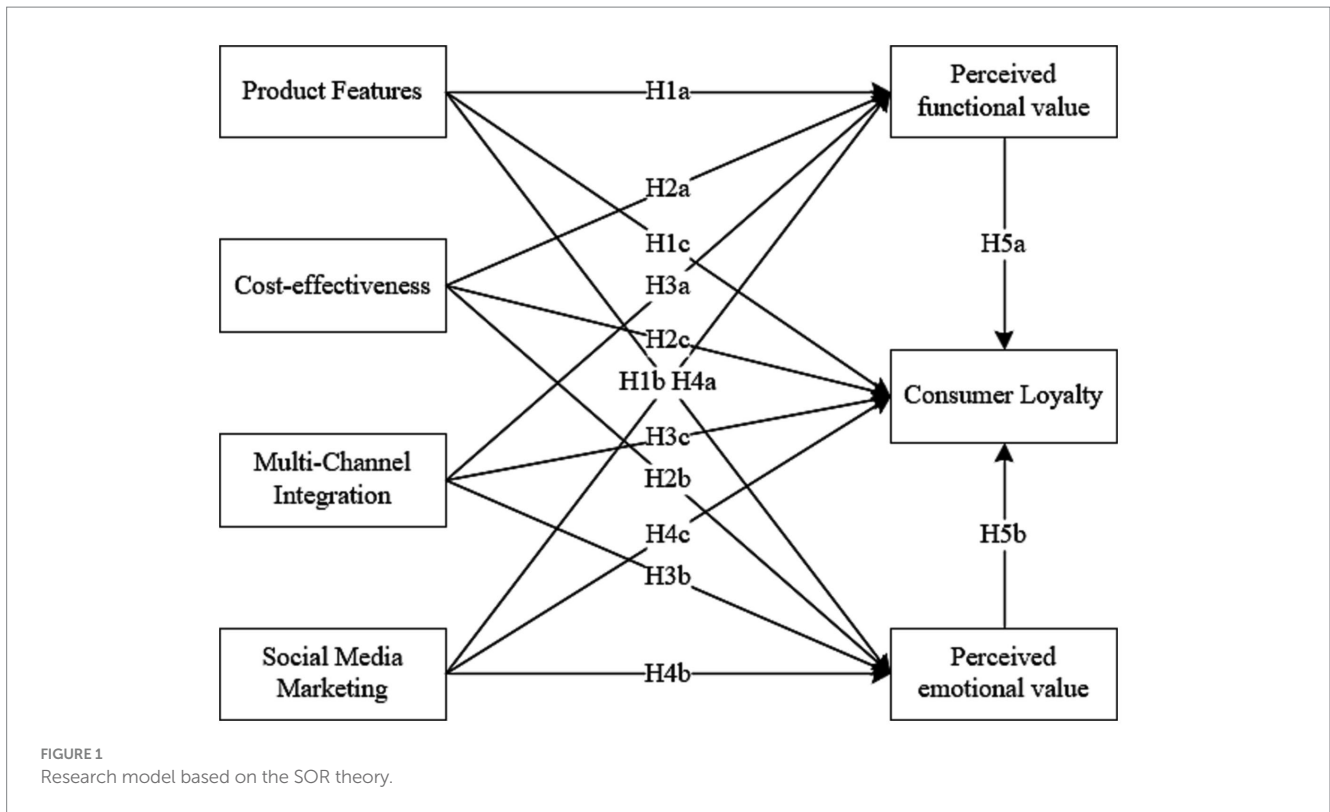 Product Features
Perceived
functional value
H1a
H2a
H1c
H5a
Cost-effectiveness
H3a
H2c
H1b H4a
Consumer Loyalty
H3c
Multi-Channel
Integration
H2b
H4c
H5b
H3b
Social Media
Marketing
H4b
Perceived
emotional value
FIGURE 1
Research model based on the SOR theory.